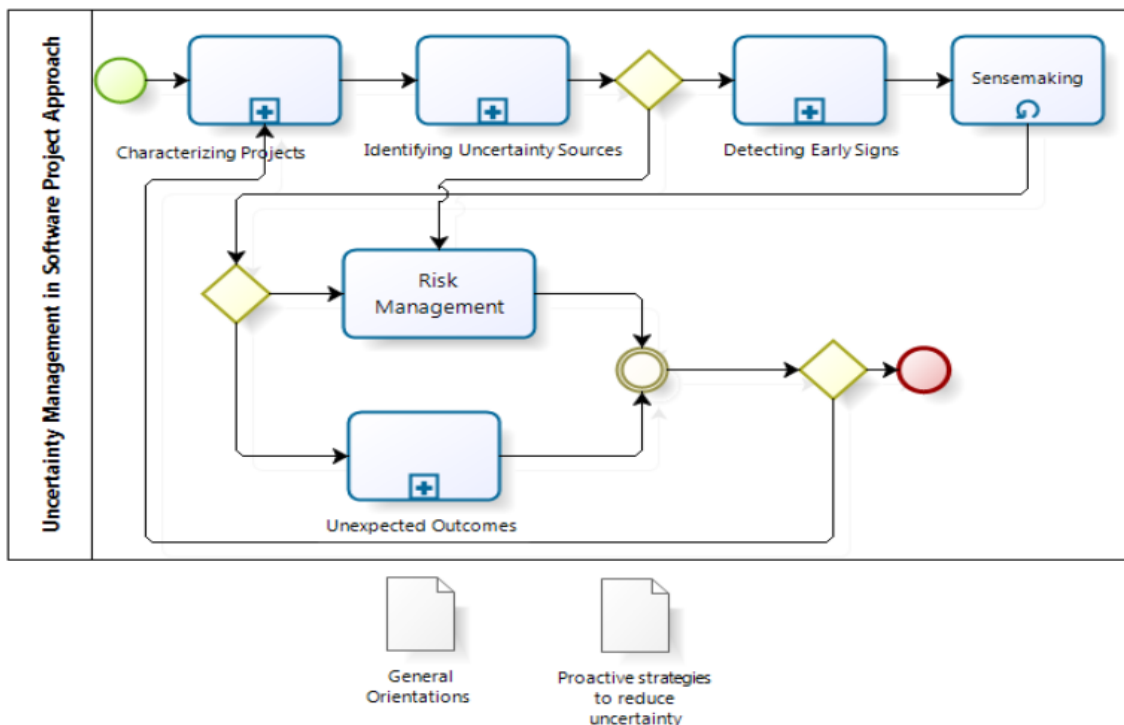 Uncertainty Management in Software Project Approach
Sensemaking
Characterizing Projects
Identifying Uncertainty Sources
Detecting Early Signs
Risk
Management
Unexpected Outcomes
General
Orientations
Proactive strategies
to reduce
uncertainty